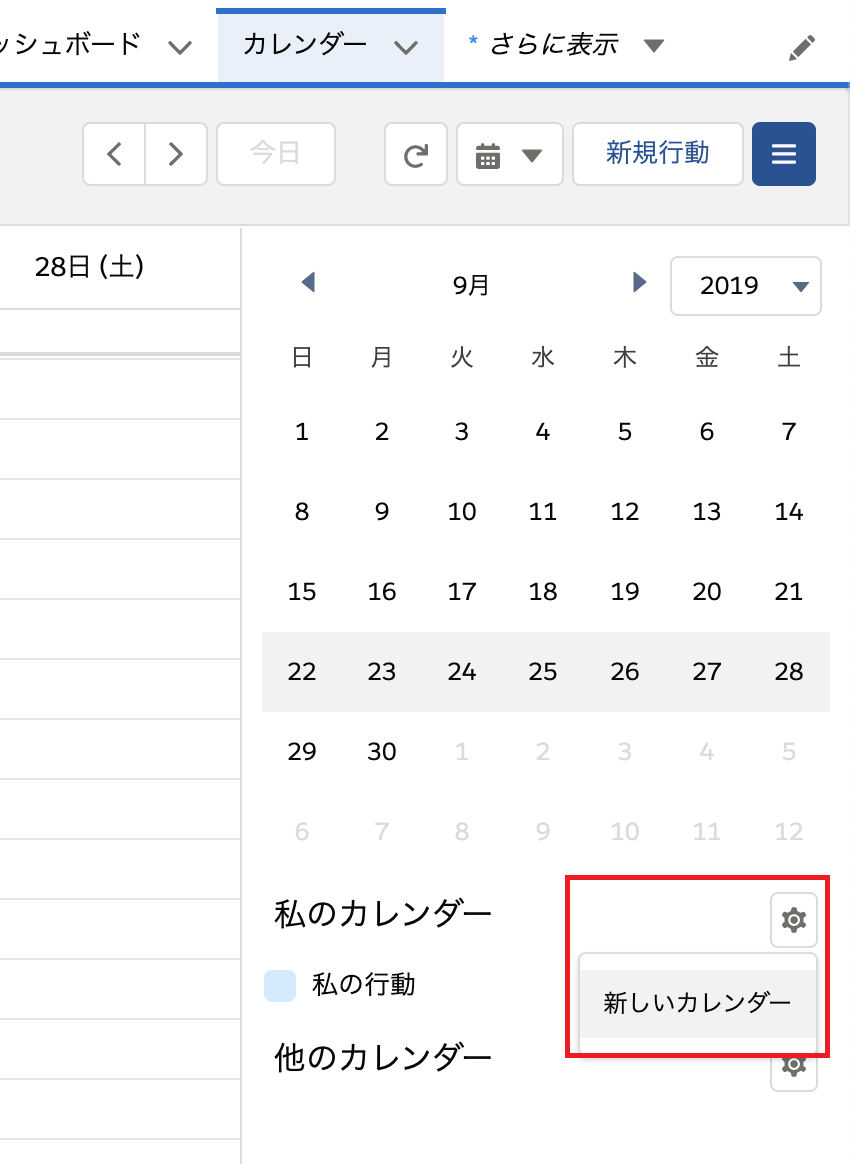 ッシュボード カレンダー * さらに表示
今日 新規行動
28日 (土)
9月 2019
日 月 火 水 木 金 土
1 2 3 4 5 6 7
8 9 10 11 12 13 14
15 16 17 18 19 20 21
22 23 24 25 26 27 28
29 30 1 2 3 4 5
6 7 8 9 10 11 12
私のカレンダー
私の行動
新しいカレンダー
他のカレンダー